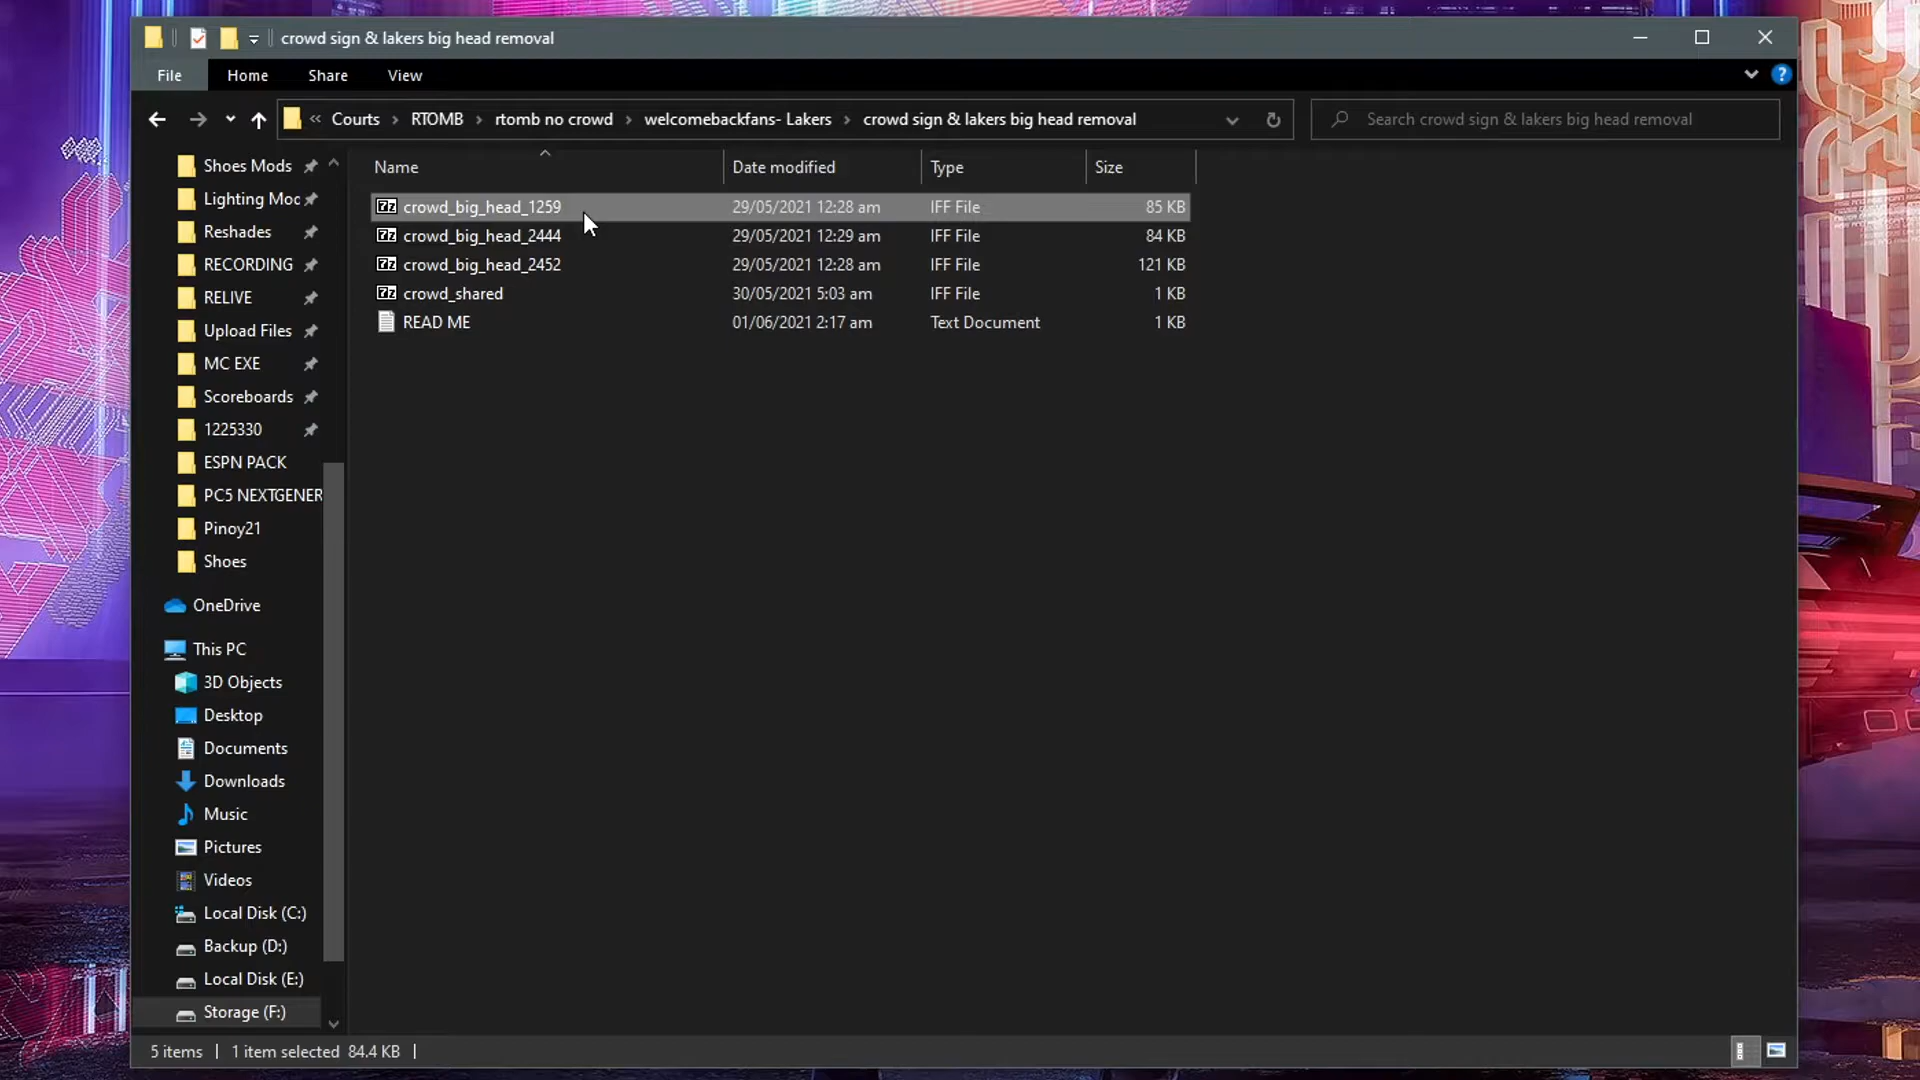 crowd sign & lakers big head removal
File Home Share View
« Courts › RTOMB › rtomb no crowd › welcomebackfans- Lakers › crowd sign & lakers big head removal
Search crowd sign & lakers big head removal
Shoes Mods
Lighting Moc
Reshades
RECORDING
RELIVE
Upload Files
MC EXE
Scoreboards
1225330
ESPN PACK
PC5 NEXTGENER
Pinoy21
Shoes
OneDrive
This PC
3D Objects
Desktop
Documents
Downloads
Music
Pictures
Videos
Local Disk (C:)
Backup (D:)
Local Disk (E:)
Storage (F:)
Name Date modified Type Size
crowd_big_head_1259 29/05/2021 12:28 am IFF File 85 KB
crowd_big_head_2444 29/05/2021 12:29 am IFF File 84 KB
crowd_big_head_2452 29/05/2021 12:28 am IFF File 121 KB
crowd_shared 30/05/2021 5:03 am IFF File 1 KB
READ ME 01/06/2021 2:17 am Text Document 1 KB
5 items | 1 item selected 84.4 KB |